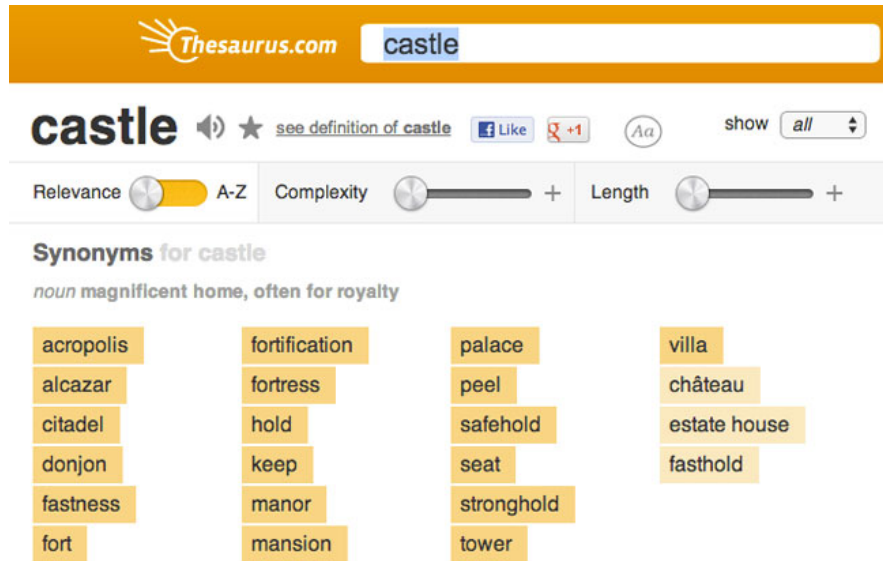 Thesaurus.com castle
castle see definition of castle Like +1 Aa show all
Relevance A-Z Complexity + Length +
Synonyms for castle
noun magnificent home, often for royalty
acropolis fortification palace villa
alcazar fortress peel château
citadel hold safehold estate house
donjon keep seat fasthold
fastness manor stronghold
fort mansion tower